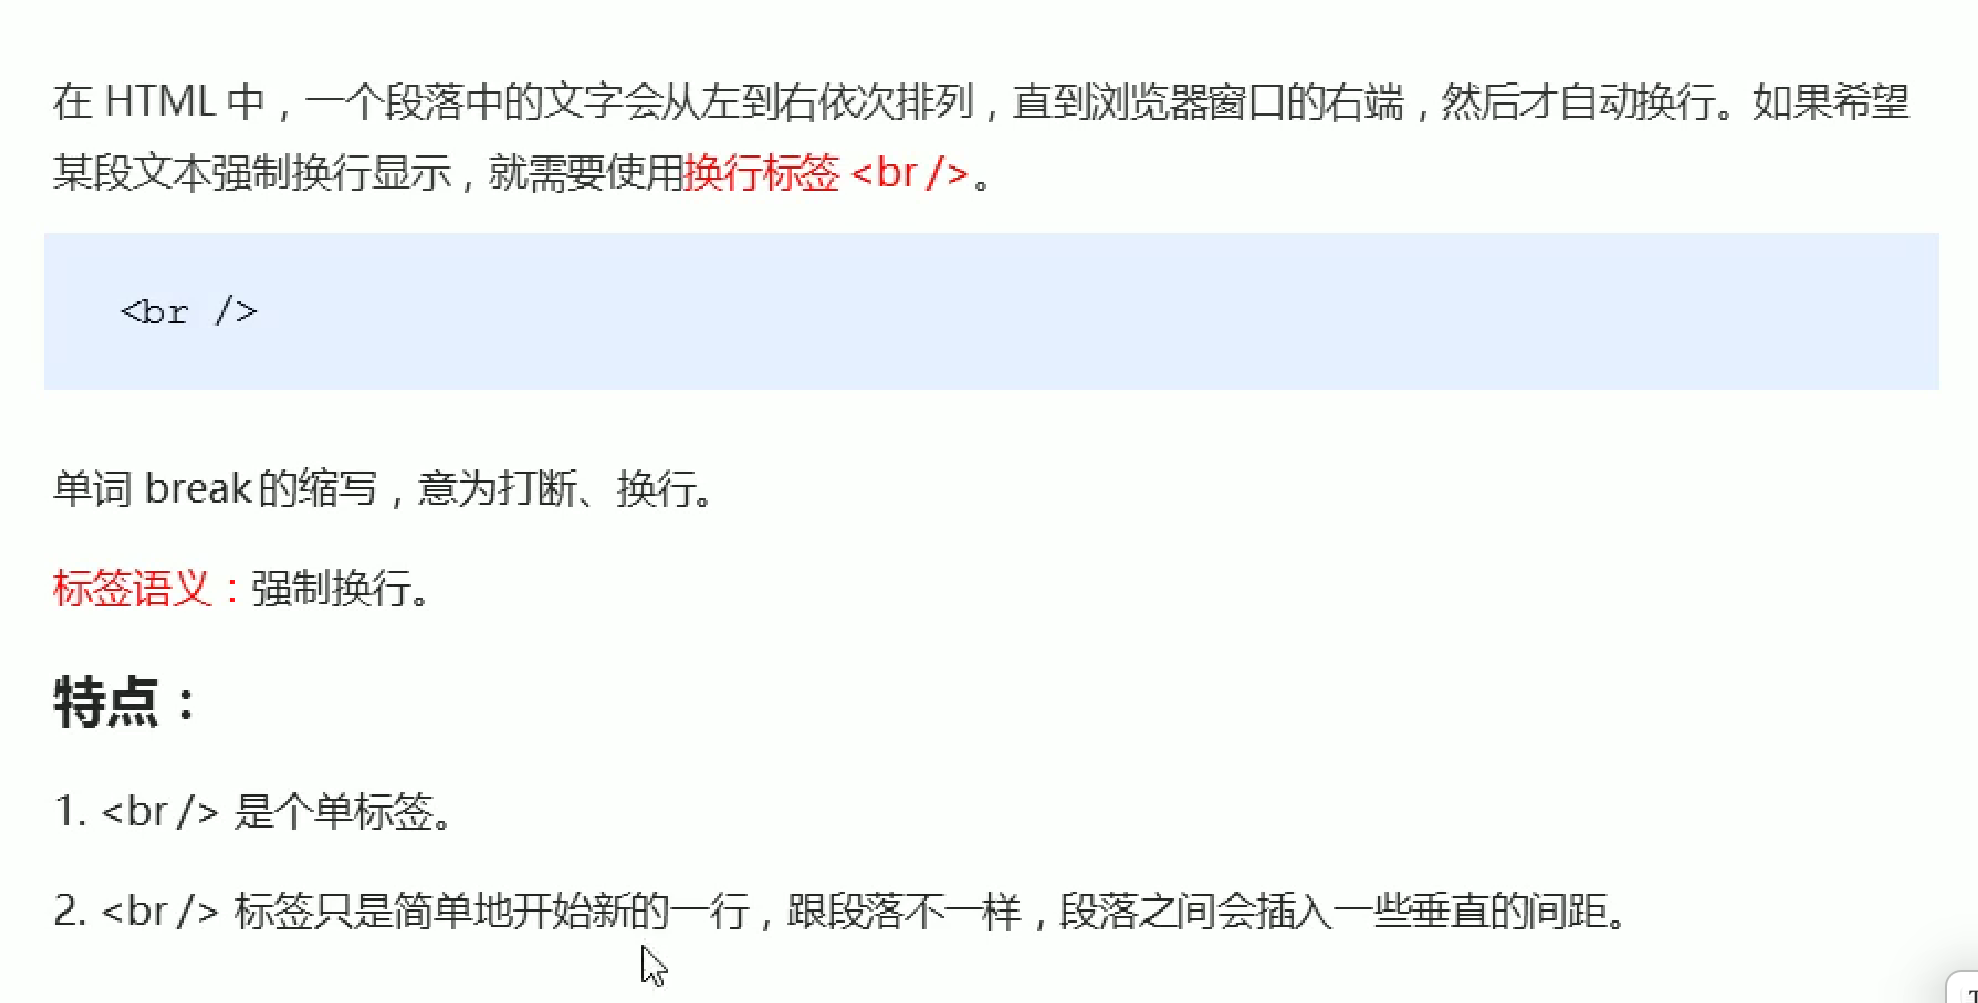 在 HTML 中，一个段落中的文字会从左到右依次排列，直到浏览器窗口的右端，然后才自动换行。如果希望
某段文本强制换行显示，就需要使用换行标签 <br />。
<br />
单词 break的缩写，意为打断、换行。
标签语义：强制换行。
特点：
1. <br /> 是个单标签。
2. <br /> 标签只是简单地开始新的一行，跟段落不一样，段落之间会插入一些垂直的间距。